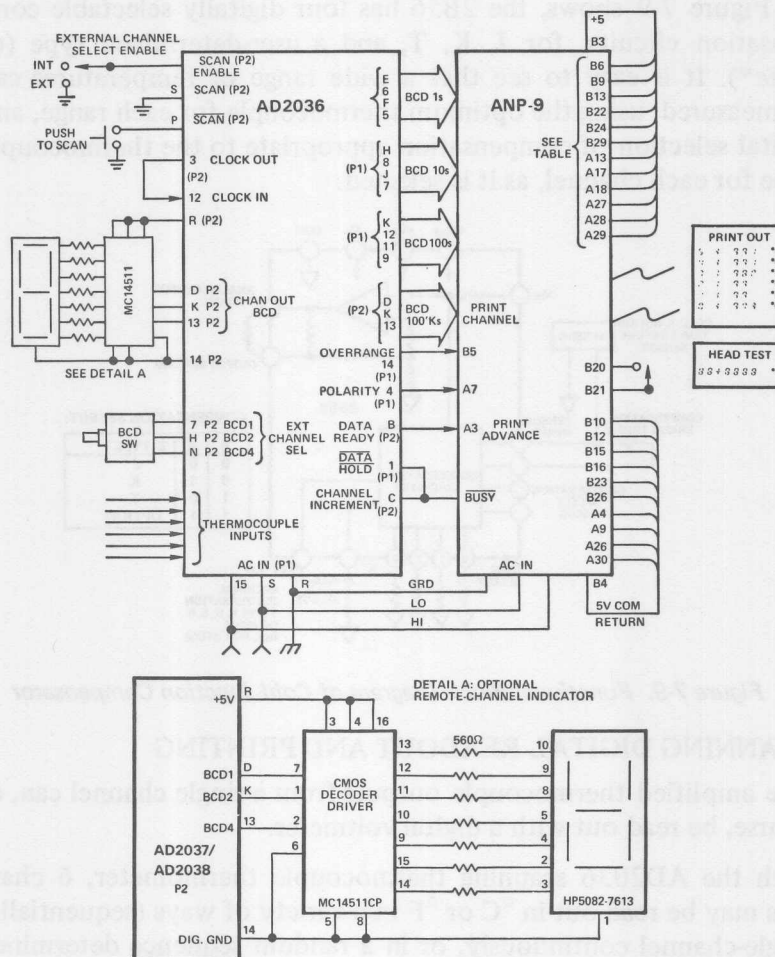 EXTERNAL CHANNEL
SELECT ENABLE
INT
EXT
SCAN (P2)
ENABLE
S SCAN (P2)
P SCAN (P2)
PUSH
TO SCAN
3 CLOCK OUT
(P2)
12 CLOCK IN
R (P2)
MC14511
D P2
K P2
13 P2
CHAN OUT
BCD
14 P2
SEE DETAIL A
BCD
SW
7 P2 BCD1
H P2 BCD2
N P2 BCD4
EXT
CHANNEL
SEL
THERMOCOUPLE
INPUTS
AC IN (P1)
15 S R
AD2036
E
6
F
5
BCD 1s
(P1)
H
8
J
7
BCD 10s
(P1)
K
12
11
9
BCD100s
(P2)
D
K
13
BCD
100'Ks
OVERRANGE
14
(P1)
POLARITY 4
(P1)
DATA B
READY (P2)
DATA
HOLD
1
(P1)
CHANNEL
INCREMENT
C
(P2)
ANP-9
PRINT
CHANNEL
B5
A7
A3
PRINT
ADVANCE
BUSY
AC IN
GRD
LO
HI
+5
B3
B6
B9
B13
B22
B24
B29
A13
A17
A18
A27
A28
A29
SEE
TABLE
PRINT OUT
HEAD TEST
B20
B21
B10
B12
B15
B16
B23
B26
A4
A9
A26
A30
B4
5V COM
RETURN
DETAIL A: OPTIONAL
REMOTE-CHANNEL INDICATOR
+5V
R
3 4 16
BCD1 D 7
BCD2 K 1
BCD4 13 2
6
AD2037/
AD2038
P2
DIG GND 14
CMOS
DECODER
DRIVER
MC14511CP
5 8
13
12
11
10
9
15
14
560Ω
10
9
5
4
2
3
1
HP5082-7613